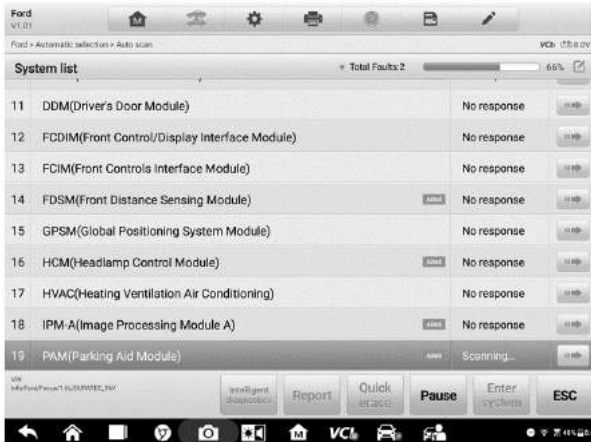 Ford
V1.01
Ford > Automatic selection > Auto scan
VCI
System list
Total Faults:2
66%
11 DDM(Driver's Door Module) No response
12 FCDIM(Front Control/Display Interface Module) No response
13 FCIM(Front Controls Interface Module) No response
14 FDSM(Front Distance Sensing Module) No response
15 GPSM(Global Positioning System Module) No response
16 HCM(Headlamp Control Module) No response
17 HVAC(Heating Ventilation Air Conditioning) No response
18 IPM-A(Image Processing Module A) No response
19 PAM(Parking Aid Module) Scanning...
VIN
Intelligent diagnostics
Report
Quick erase
Pause
Enter system
ESC
VCI